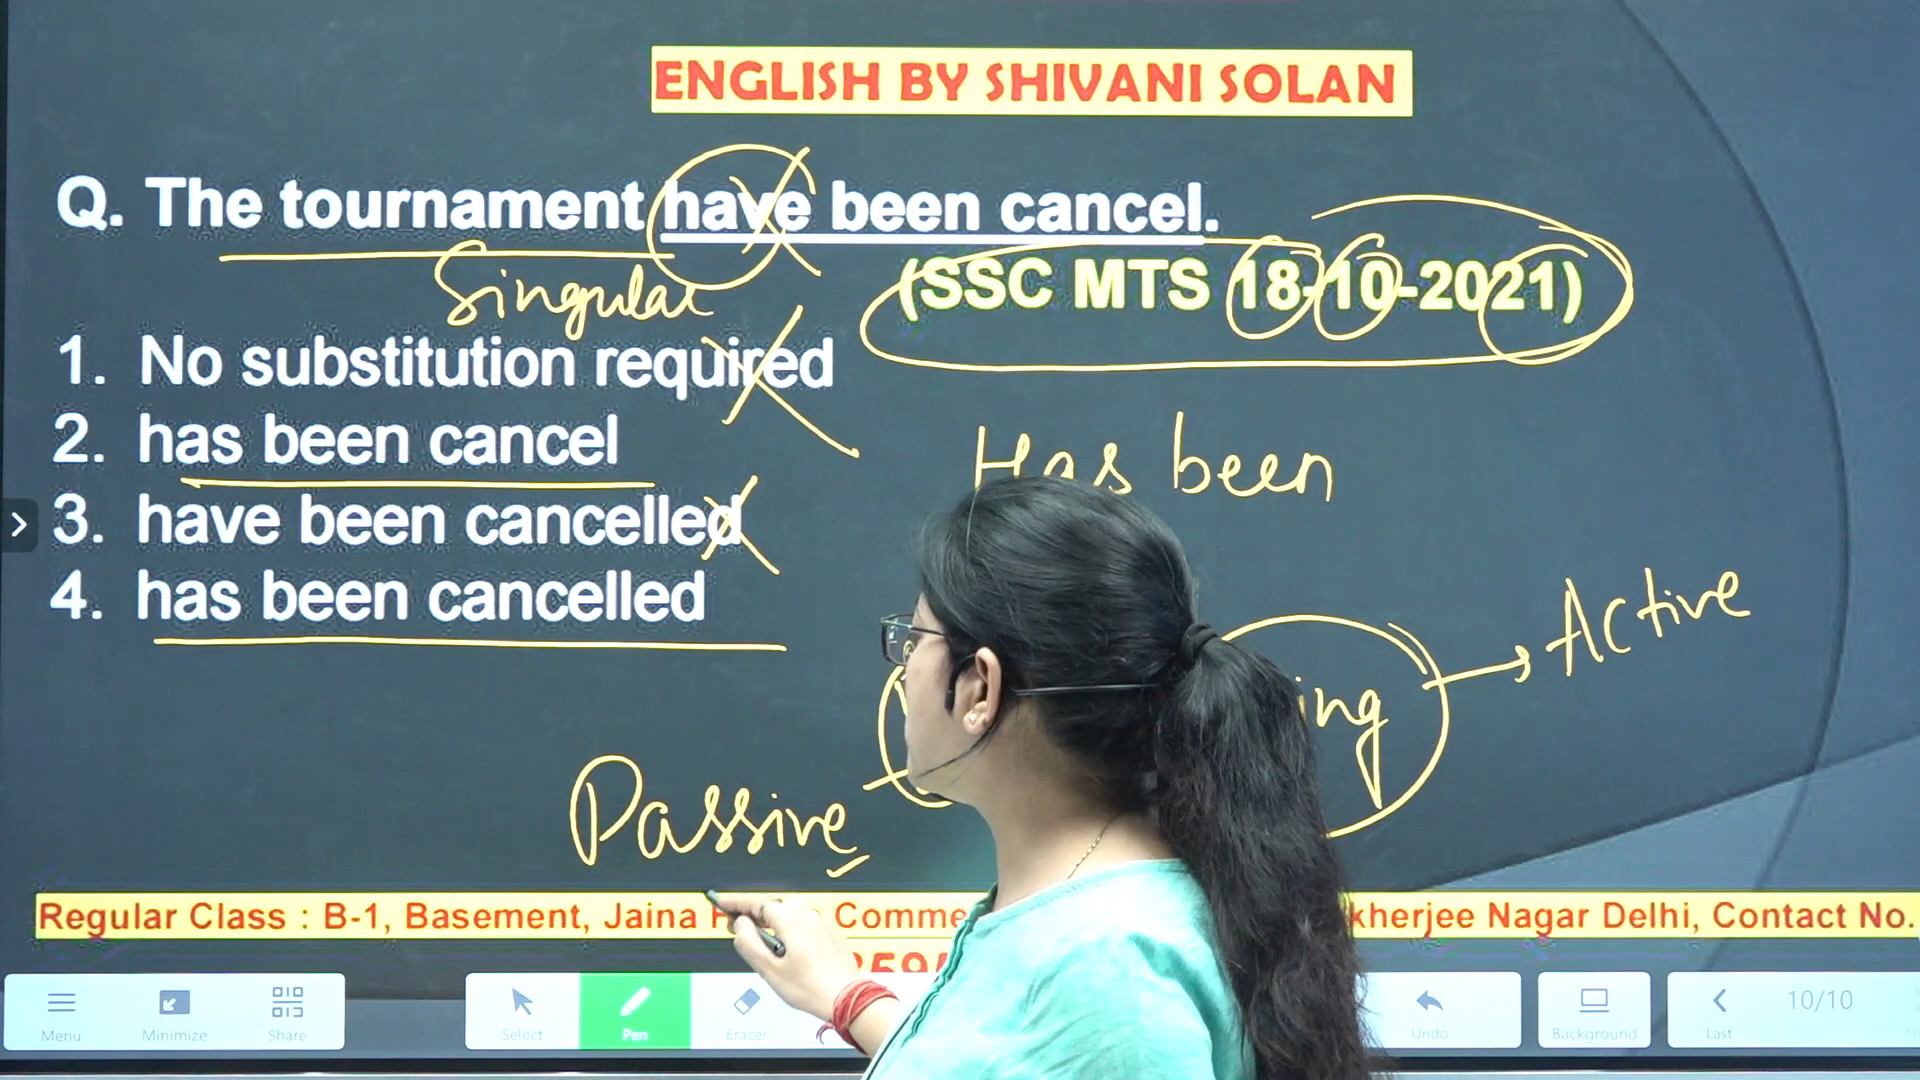 ENGLISH BY SHIVANI SOLAN
Q. The tournament have been cancel.
Singular
(SSC MTS 18-10-2021)
1. No substitution required
2. has been cancel
3. have been cancelled
4. has been cancelled
Has been
ing
Active
Passive
Regular Class : B-1, Basement, Jaina Comme kherjee Nagar Delhi, Contact No.
Menu Minimize Share Select Pen Eraser Undo Background Last 10/10